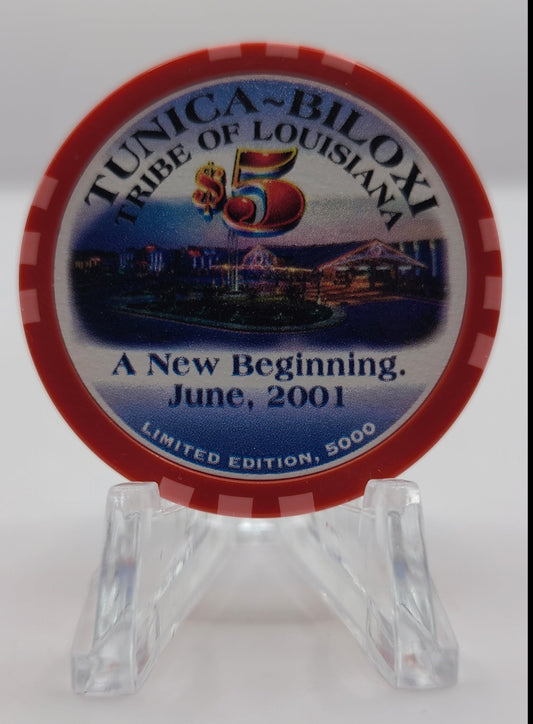 TUNICA~BILOXI
TRIBE OF LOUISIANA
$5
A New Beginning.
June, 2001
LIMITED EDITION, 5000